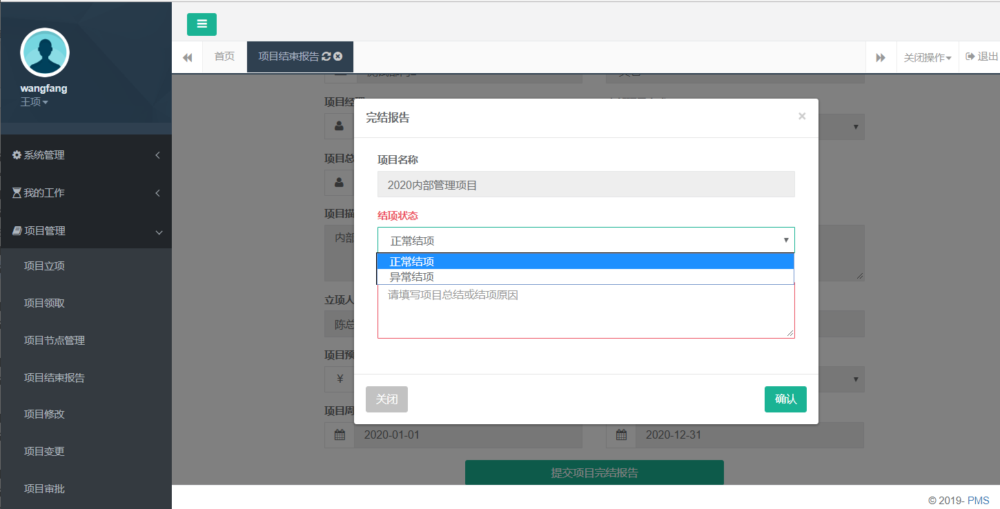 wangfang
王项
系统管理
我的工作
项目管理
项目立项
项目领取
项目节点管理
项目结束报告
项目修改
项目变更
项目审批
首页
项目结束报告
关闭操作
退出
项目经
项目总
项目描
内部
立项人
陈总
项目预
¥
项目周
2020-01-01
2020-12-31
提交项目完结报告
完结报告
×
项目名称
2020内部管理项目
结项状态
正常结项
正常结项
异常结项
请填写项目总结或结项原因
关闭
确认
© 2019- PMS